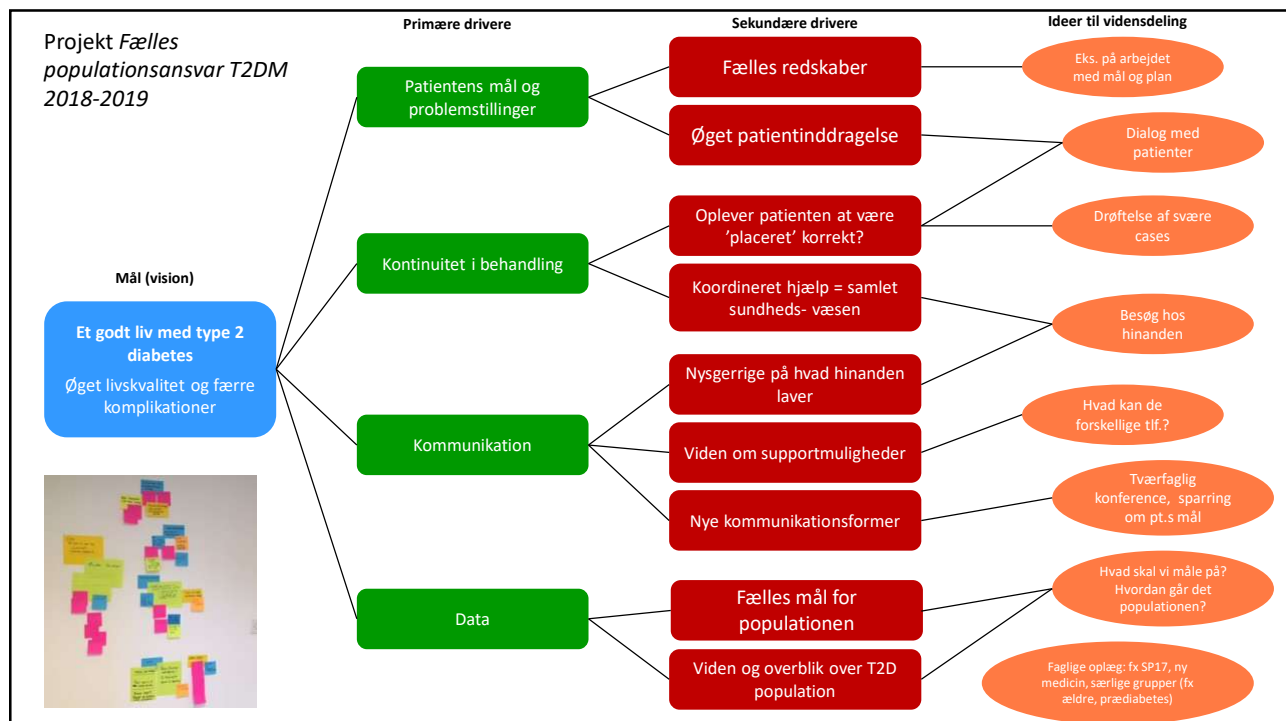 Projekt Fælles
populationsansvar T2DM
2018-2019
Primære drivere
Sekundære drivere
Ideer til vidensdeling
Mål (vision)
Et godt liv med type 2
diabetes
Øget livskvalitet og færre
komplikationer
Patientens mål og
problemstillinger
Kontinuitet i behandling
Kommunikation
Data
Fælles redskaber
Øget patientinddragelse
Oplever patienten at være
’placeret’ korrekt?
Koordineret hjælp = samlet
sundheds- væsen
Nysgerrige på hvad hinanden
laver
Viden om supportmuligheder
Nye kommunikationsformer
Fælles mål for
populationen
Viden og overblik over T2D
population
Eks. på arbejdet
med mål og plan
Dialog med
patienter
Drøftelse af svære
cases
Besøg hos
hinanden
Hvad kan de
forskellige tlf.?
Tværfaglig
konference, sparring
om pt.s mål
Hvad skal vi måle på?
Hvordan går det
populationen?
Faglige oplæg: fx SP17, ny
medicin, særlige grupper (fx
ældre, prædiabetes)